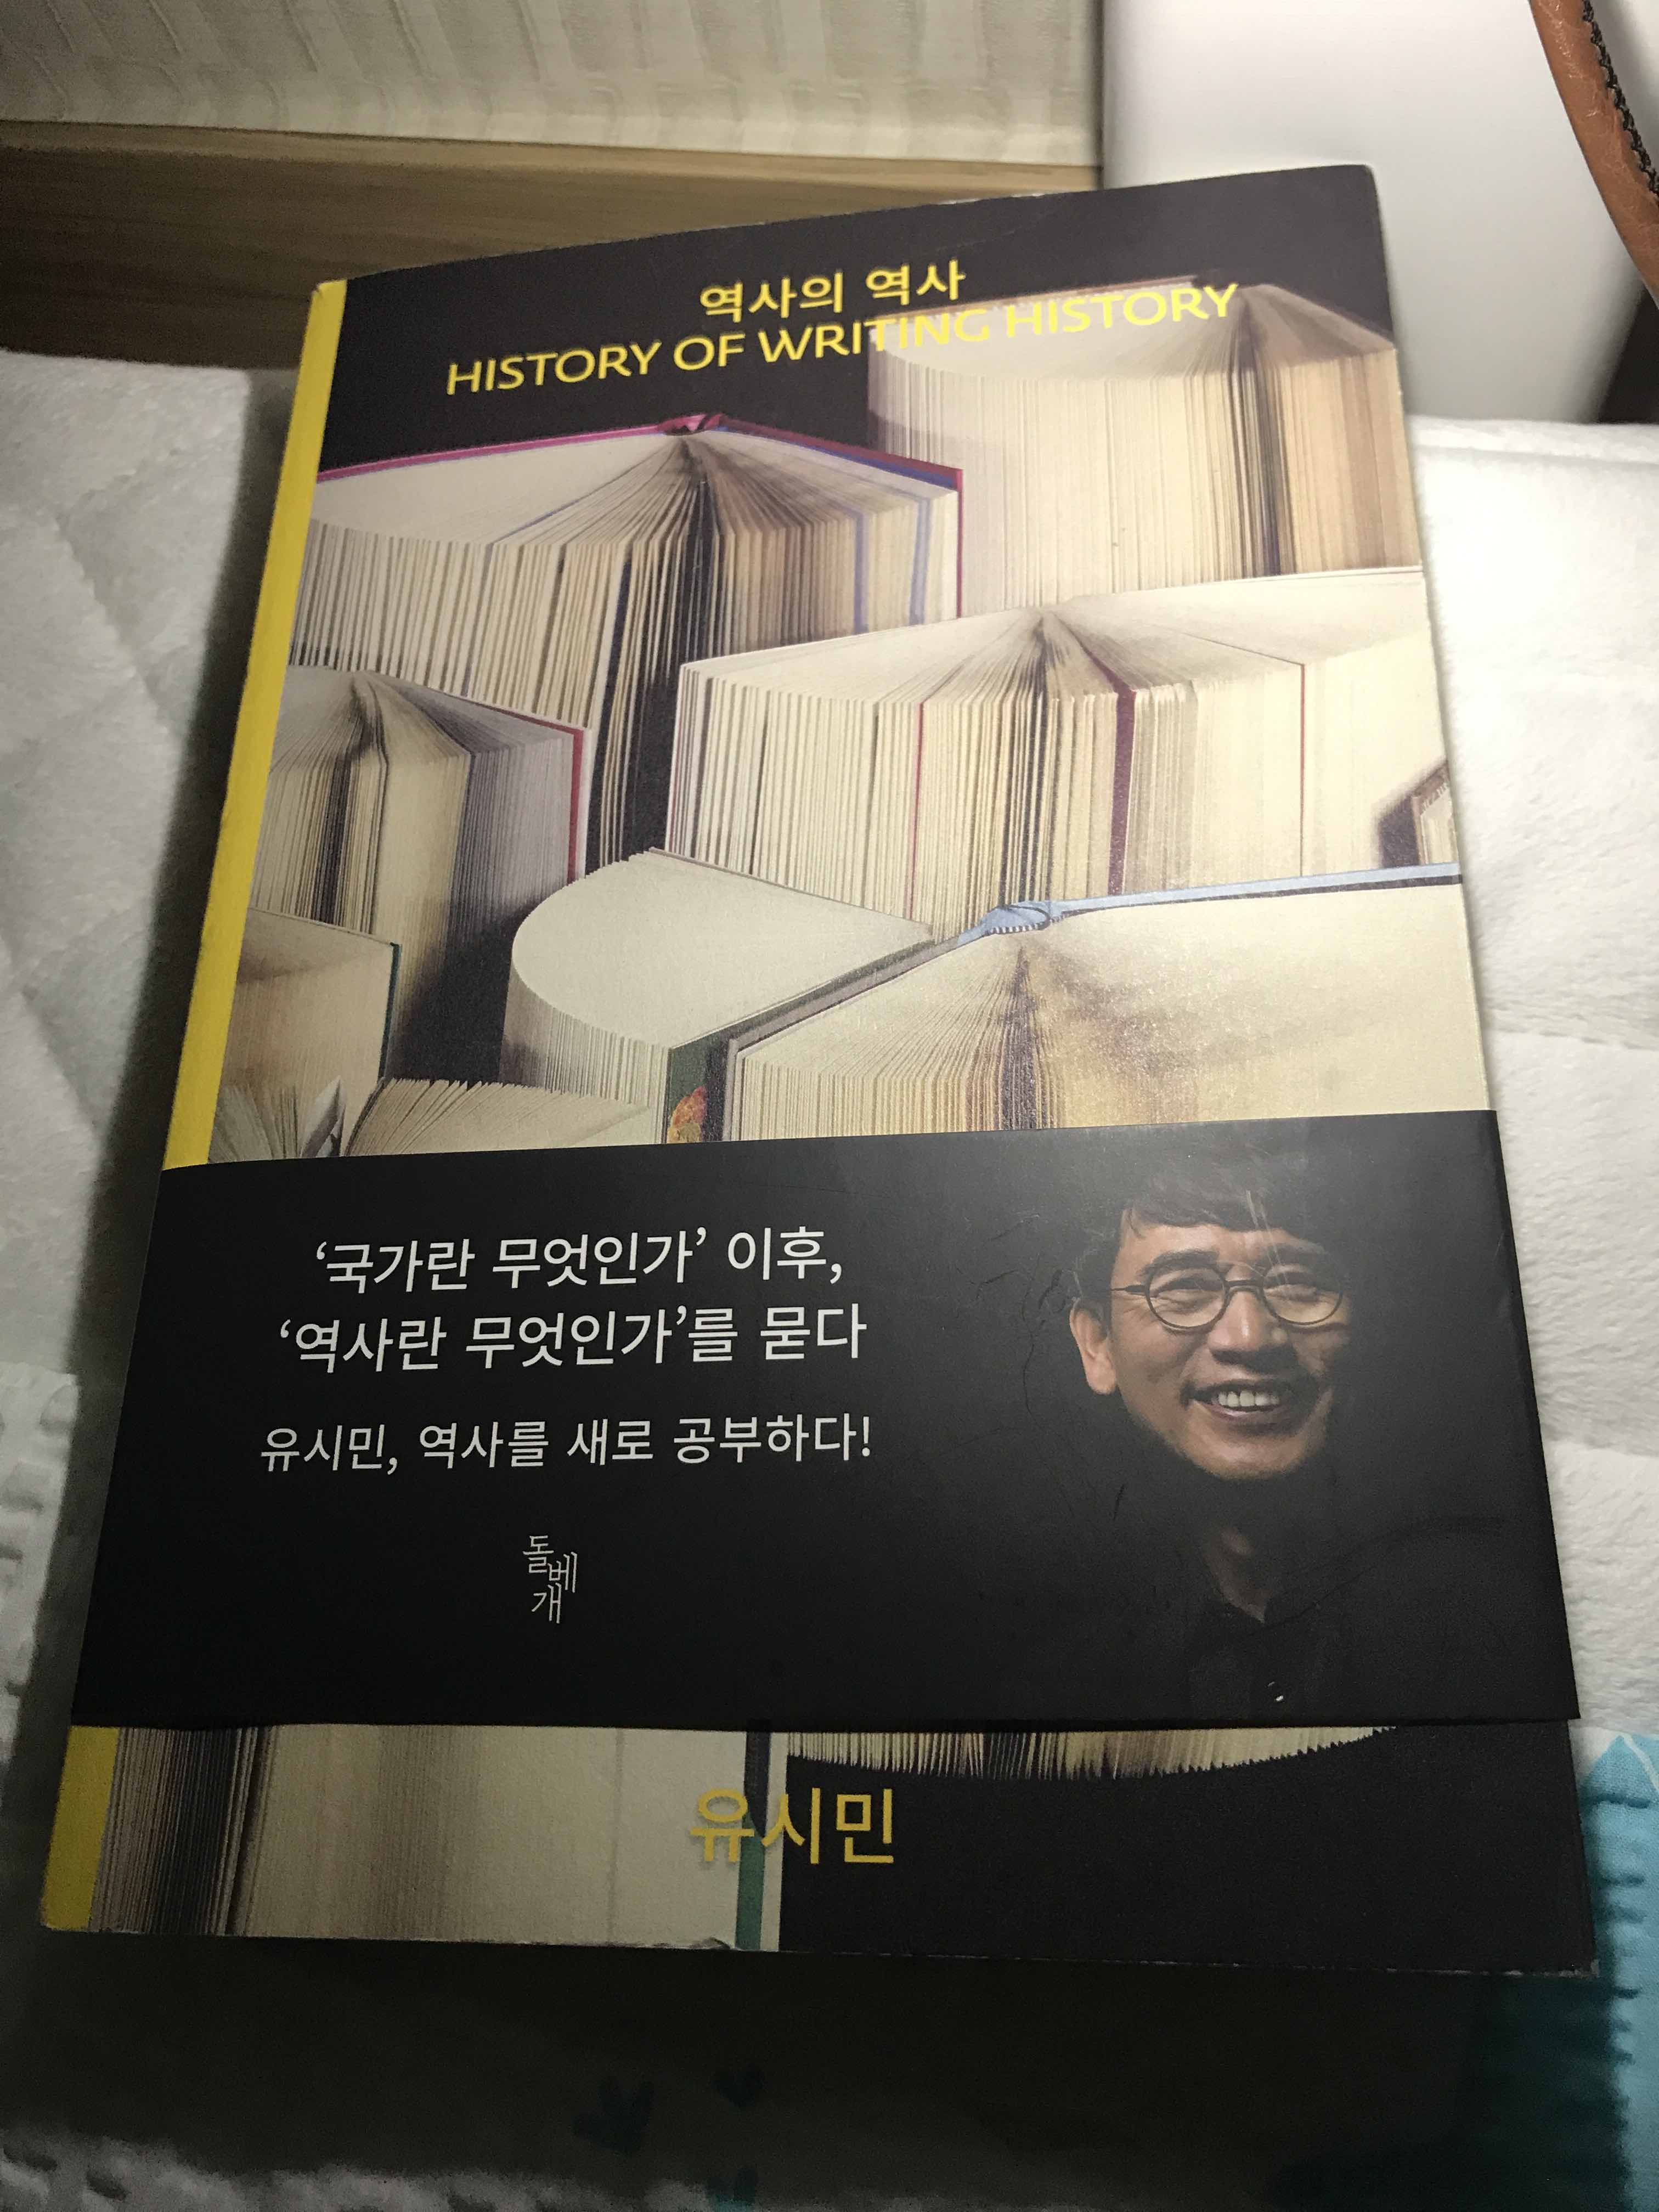 역사의 역사
HISTORY OF WRITING HISTORY
‘국가란 무엇인가’ 이후,
‘역사란 무엇인가’를 묻다
유시민, 역사를 새로 공부하다!
돌베개
유시민